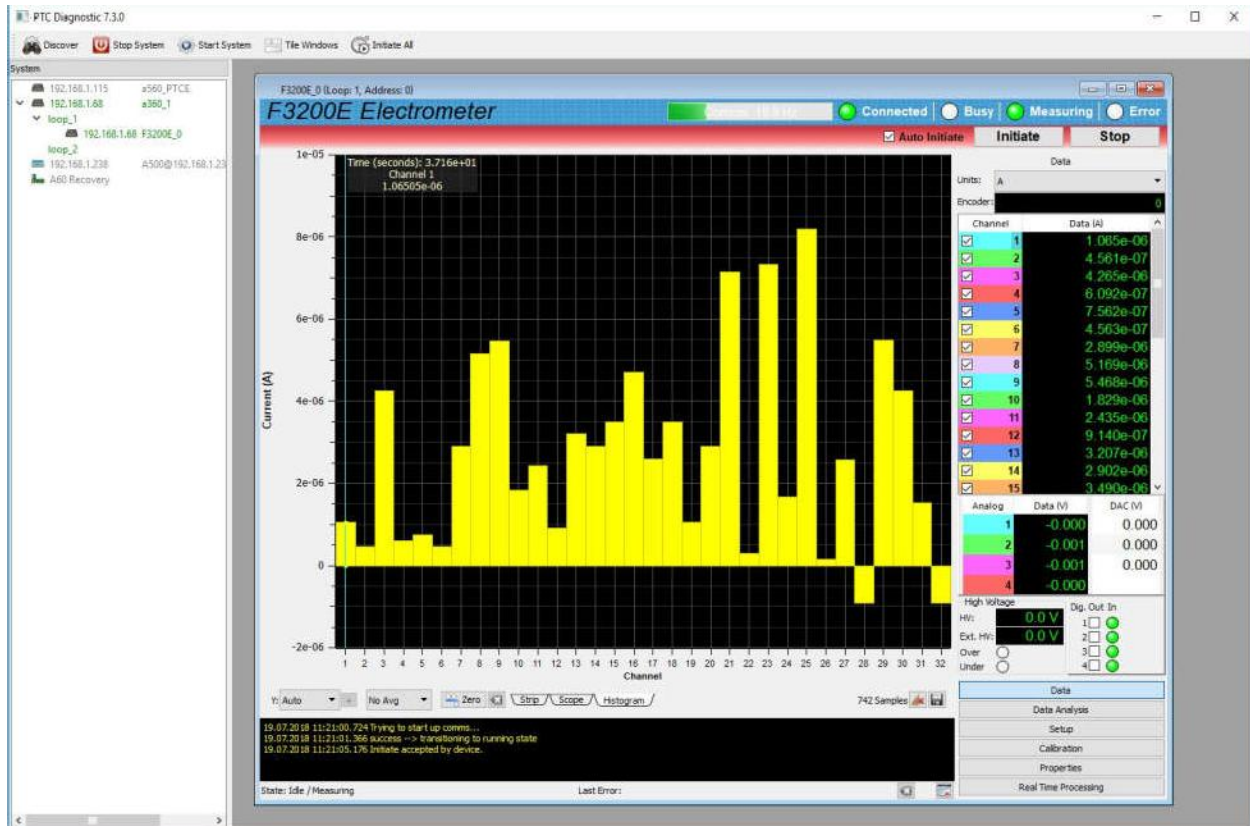 PTC Diagnostic 7.3.0
Discover Stop System Start System Tile Windows Initiate All
System
192.168.1.115 a560_PTCE
192.168.1.68 a360_1
loop_1
192.168.1.68 F3200E_0
loop_2
192.168.1.238 A500@192.168.1.23
A60 Recovery
F3200E_0 (Loop: 1, Address: 0)
F3200E Electrometer
Connected Busy Measuring Error
Auto Initiate Initiate Stop
Time (seconds): 3.716e+01
Channel 1
1.06505e-06
1e-05
8e-06
6e-06
4e-06
2e-06
0
-2e-06
Current (A)
1 2 3 4 5 6 7 8 9 10 11 12 13 14 15 16 17 18 19 20 21 22 23 24 25 26 27 28 29 30 31 32
Channel
Y: Auto No Avg Zero Strip Scope Histogram 742 Samples
19.07.2018 11:21:00.724 Trying to start up comms...
19.07.2018 11:21:01.366 success --> transitioning to running state
19.07.2018 11:21:05.176 Initiate accepted by device.
State: Idle / Measuring Last Error:
Data
Units: A
Encoder: 0
Channel Data (A)
1 1.065e-06
2 4.561e-07
3 4.265e-06
4 6.092e-07
5 7.562e-07
6 4.563e-07
7 2.899e-06
8 5.169e-06
9 5.468e-06
10 1.829e-06
11 2.435e-06
12 9.140e-07
13 3.207e-06
14 2.902e-06
15 3.490e-06
Analog Data (V) DAC (V)
1 -0.000 0.000
2 -0.001 0.000
3 -0.001 0.000
4 -0.000
High Voltage
HV: 0.0 V
Ext. HV: 0.0 V
Over
Under
Dig. Out In
1
2
3
4
Data
Data Analysis
Setup
Calibration
Properties
Real Time Processing